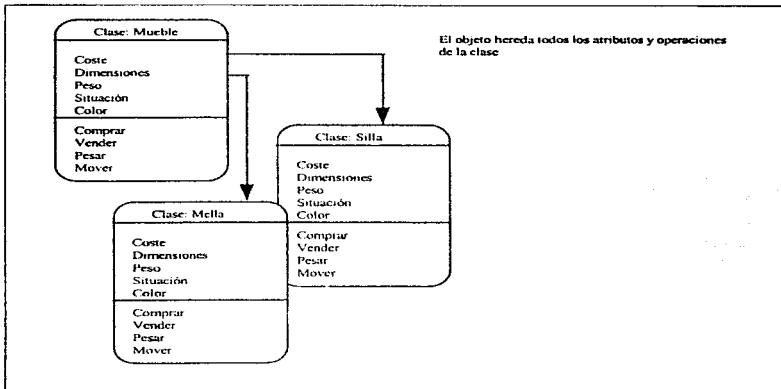 Clase: Mueble
Coste
Dimensiones
Peso
Situación
Color
Comprar
Vender
Pesar
Mover
El objeto hereda todos los atributos y operaciones
de la clase
Clase: Silla
Coste
Dimensiones
Peso
Situación
Color
Comprar
Vender
Pesar
Mover
Clase: Mella
Coste
Dimensiones
Peso
Situación
Color
Comprar
Vender
Pesar
Mover